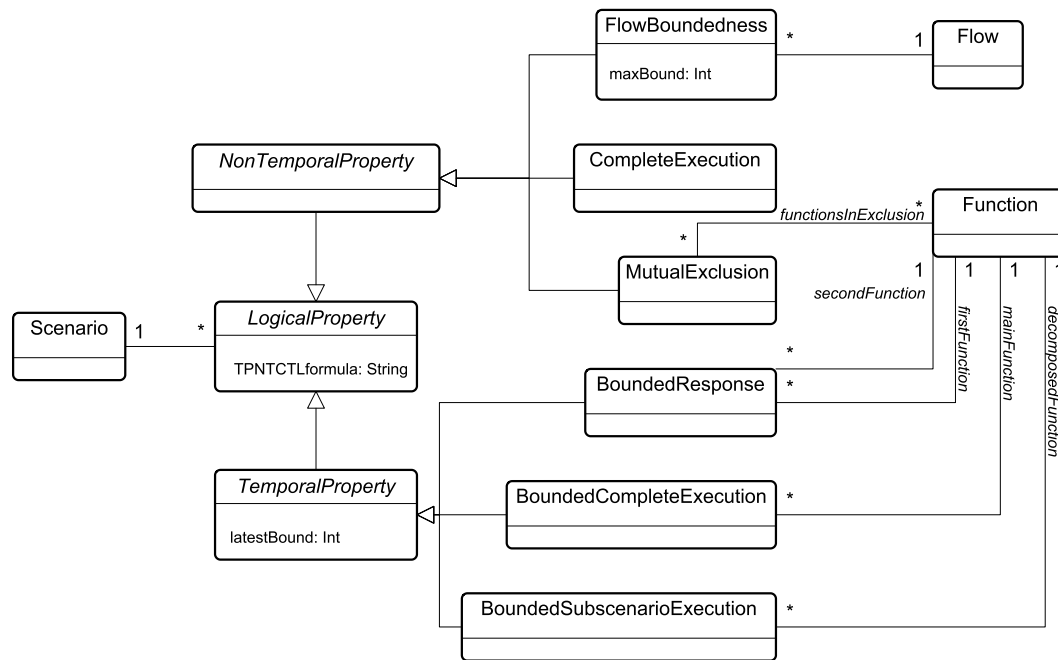 FlowBoundedness
*
1
Flow
maxBound: Int
NonTemporalProperty
CompleteExecution
functionsInExclusion
*
Function
*
MutualExclusion
1
1
1
1
secondFunction
firstFunction
mainFunction
decomposedFunction
Scenario
1
*
LogicalProperty
TPNTCTLformula: String
*
BoundedResponse
*
TemporalProperty
latestBound: Int
BoundedCompleteExecution
*
BoundedSubscenarioExecution
*